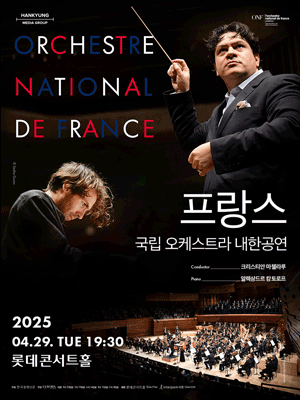 HANKYUNG
MEDIA GROUP
ONF
ORCHESTRE
NATIONAL
DE FRANCE
프랑스
국립 오케스트라 내한공연
Conductor 크리스티안 마첼라루
Piano 알렉상드르 캉토로프
2025
04.29. TUE 19:30
롯데콘서트홀